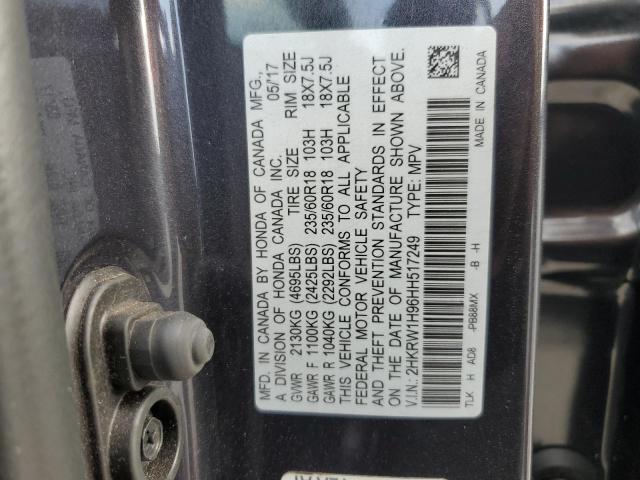 MFD. IN CANADA BY HONDA OF CANADA MFG.,
A DIVISION OF HONDA CANADA INC. 05/17
GVWR 2130KG (4695LBS) TIRE SIZE RIM SIZE
GAWR F 1100KG (2425LBS) 235/60R18 103H 18X7.5J
GAWR R 1040KG (2292LBS) 235/60R18 103H 18X7.5J
THIS VEHICLE CONFORMS TO ALL APPLICABLE
FEDERAL MOTOR VEHICLE SAFETY
AND THEFT PREVENTION STANDARDS IN EFFECT
ON THE DATE OF MANUFACTURE SHOWN ABOVE.
V.I.N.: 2HKRW1H96HH517249 TYPE: MPV
TLK H AD8 -PB88MX -B -H MADE IN CANADA